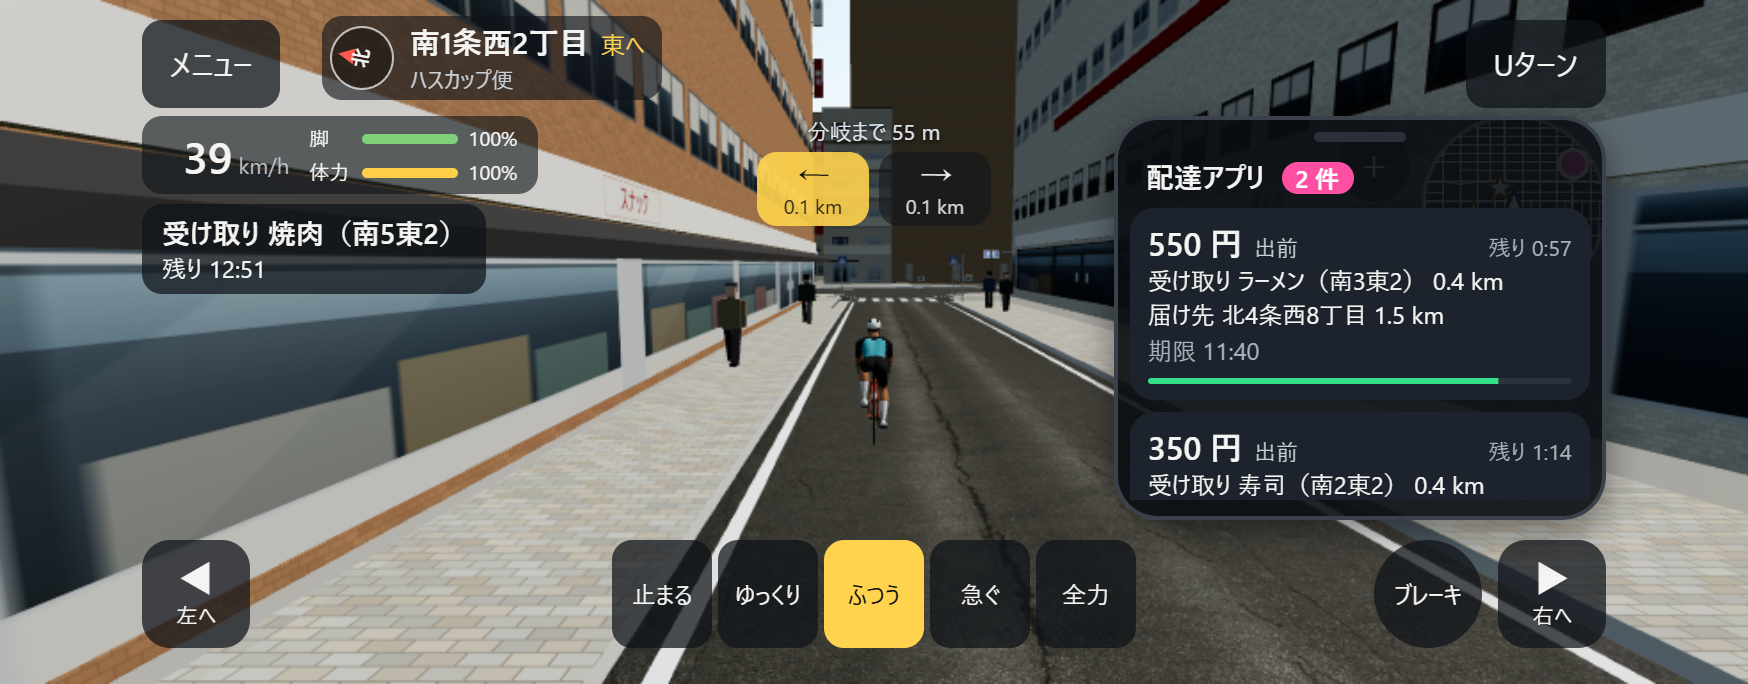 メニュー
北
南1条西2丁目 東へ
ハスカップ便
Uターン
39 km/h
脚 100%
体力 100%
受け取り 焼肉（南5東2）
残り 12:51
分岐まで 55 m
← →
0.1 km 0.1 km
スナック
配達アプリ 2 件
550 円 出前 残り 0:57
受け取り ラーメン（南3東2） 0.4 km
届け先 北4条西8丁目 1.5 km
期限 11:40
350 円 出前 残り 1:14
受け取り 寿司（南2東2） 0.4 km
◀ 左へ
止まる
ゆっくり
ふつう
急ぐ
全力
ブレーキ
▶ 右へ